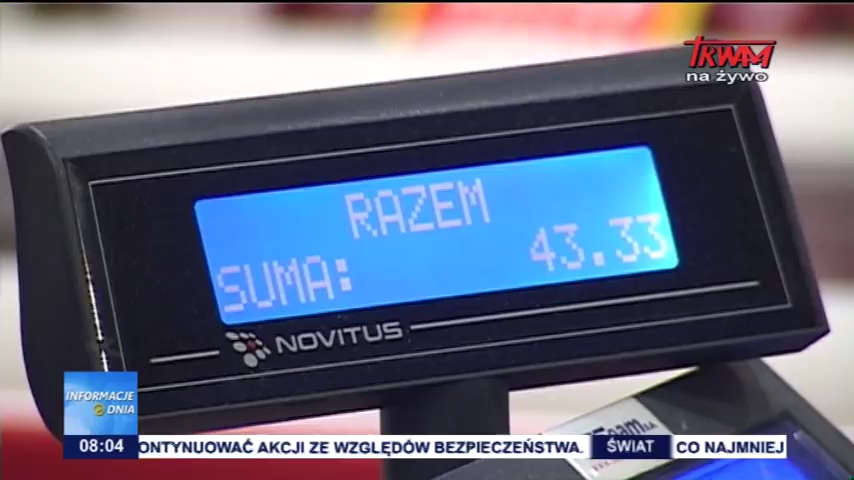 TRWAM
na żywo
RAZEM
SUMA: 43.33
NOVITUS
INFORMACJE
DNIA
08:04 ONTYNUOWAĆ AKCJI ZE WZGLĘDÓW BEZPIECZEŃSTWA. ŚWIAT CO NAJMNIEJ